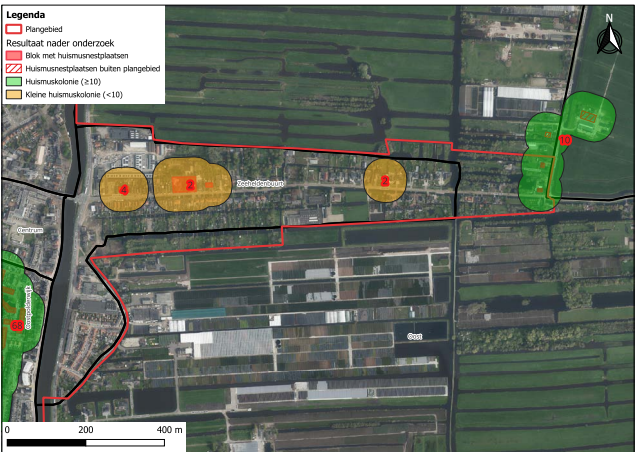 Legenda
Plangebied
Resultaat nader onderzoek
Blok met huismusnestplaatsen
Huismusnestplaatsen buiten plangebied
Huismuskolonie (≥10)
Kleine huismuskolonie (<10)
N
10
4
2
2
Zeeheldenbuurt
Centrum
65
Oost
0 200 400 m